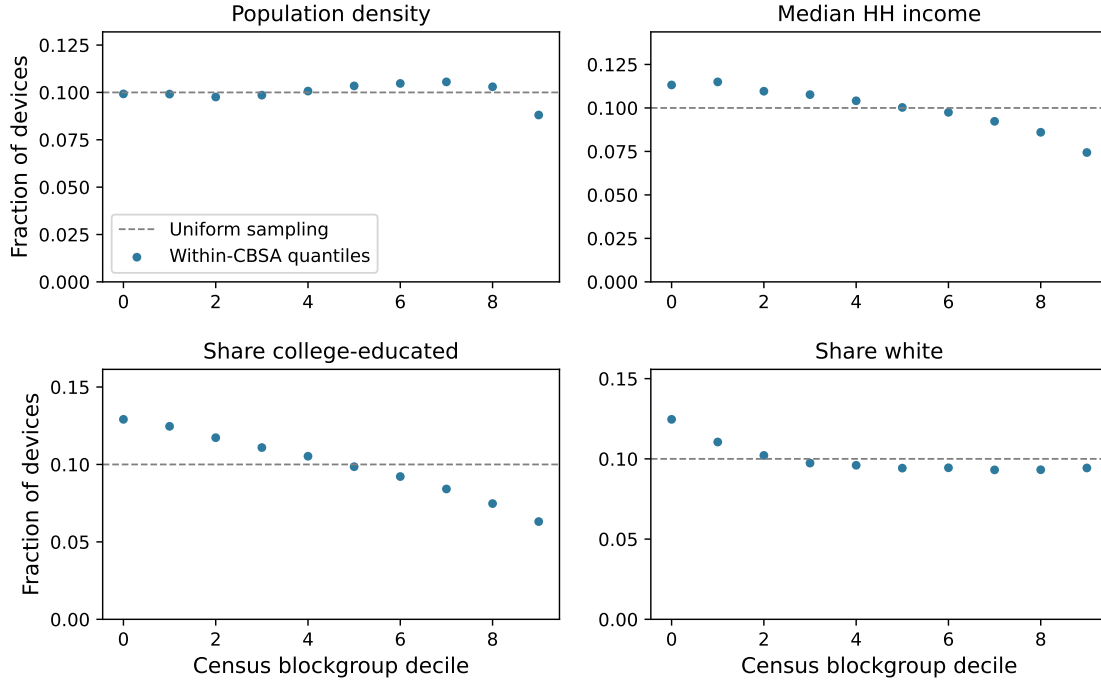 Population density
Fraction of devices
0.125
0.100
0.075
0.050
0.025
0.000
Uniform sampling
Within-CBSA quantiles
0 2 4 6 8
Median HH income
0.125
0.100
0.075
0.050
0.025
0.000
0 2 4 6 8
Share college-educated
Fraction of devices
0.15
0.10
0.05
0.00
0 2 4 6 8
Census blockgroup decile
Share white
0.15
0.10
0.05
0.00
0 2 4 6 8
Census blockgroup decile